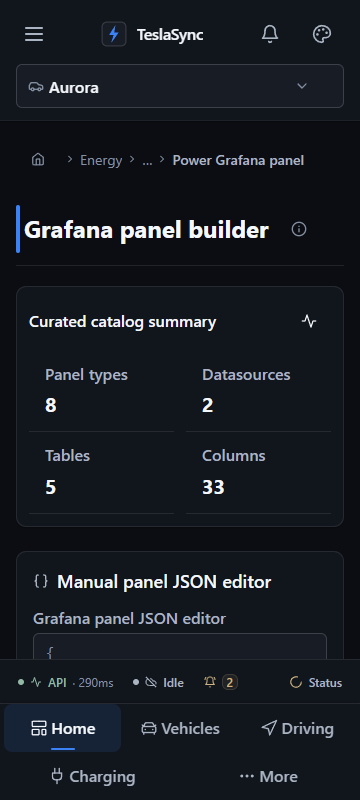 TeslaSync
Aurora
Energy ... Power Grafana panel
Grafana panel builder
Curated catalog summary
Panel types Datasources
8 2
Tables Columns
5 33
{} Manual panel JSON editor
Grafana panel JSON editor
{
API · 290ms Idle 2 Status
Home Vehicles Driving
Charging More